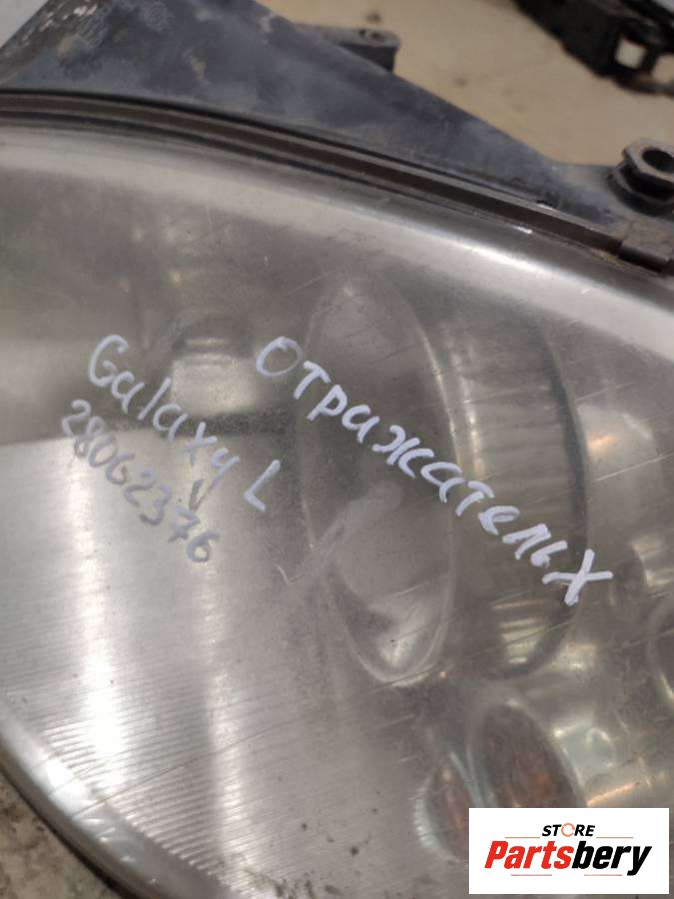 Galaxy L
28062376
Отражатель X
STORE
Partsbery